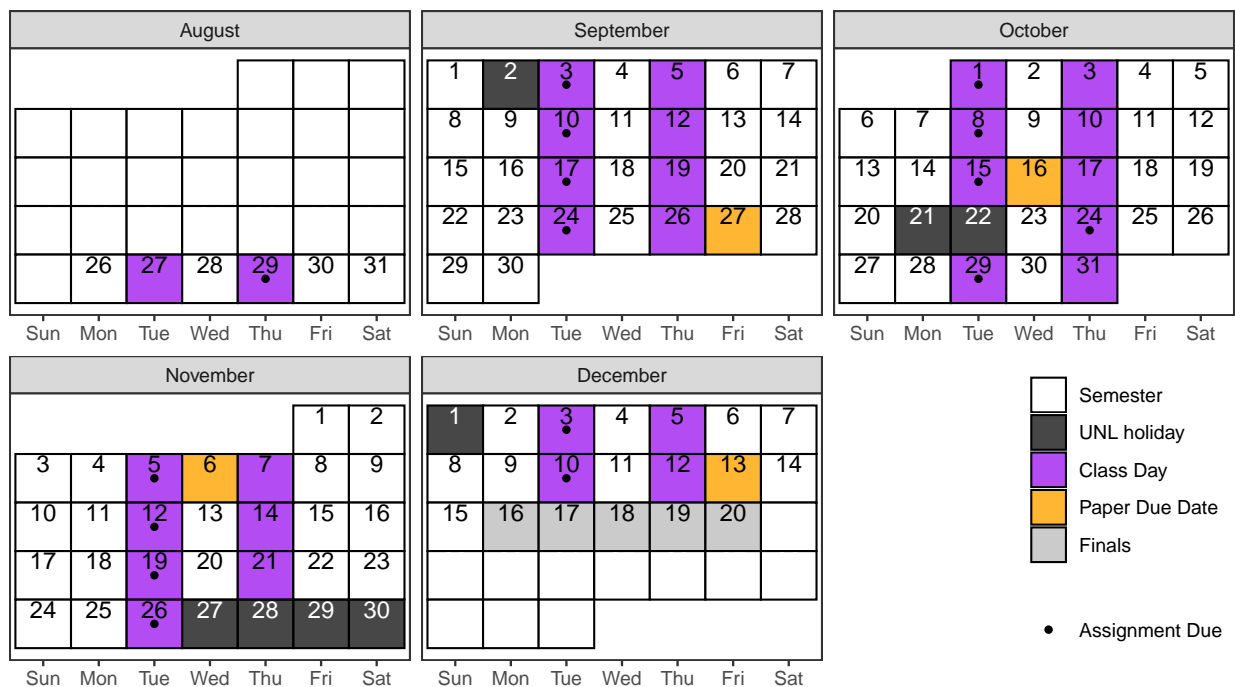 August
26 27 28 29 30 31
Sun Mon Tue Wed Thu Fri Sat
September
1 2 3 4 5 6 7
8 9 10 11 12 13 14
15 16 17 18 19 20 21
22 23 24 25 26 27 28
29 30
Sun Mon Tue Wed Thu Fri Sat
October
1 2 3 4 5
6 7 8 9 10 11 12
13 14 15 16 17 18 19
20 21 22 23 24 25 26
27 28 29 30 31
Sun Mon Tue Wed Thu Fri Sat
November
1 2
3 4 5 6 7 8 9
10 11 12 13 14 15 16
17 18 19 20 21 22 23
24 25 26 27 28 29 30
Sun Mon Tue Wed Thu Fri Sat
December
1 2 3 4 5 6 7
8 9 10 11 12 13 14
15 16 17 18 19 20
Sun Mon Tue Wed Thu Fri Sat
Semester
UNL holiday
Class Day
Paper Due Date
Finals
Assignment Due